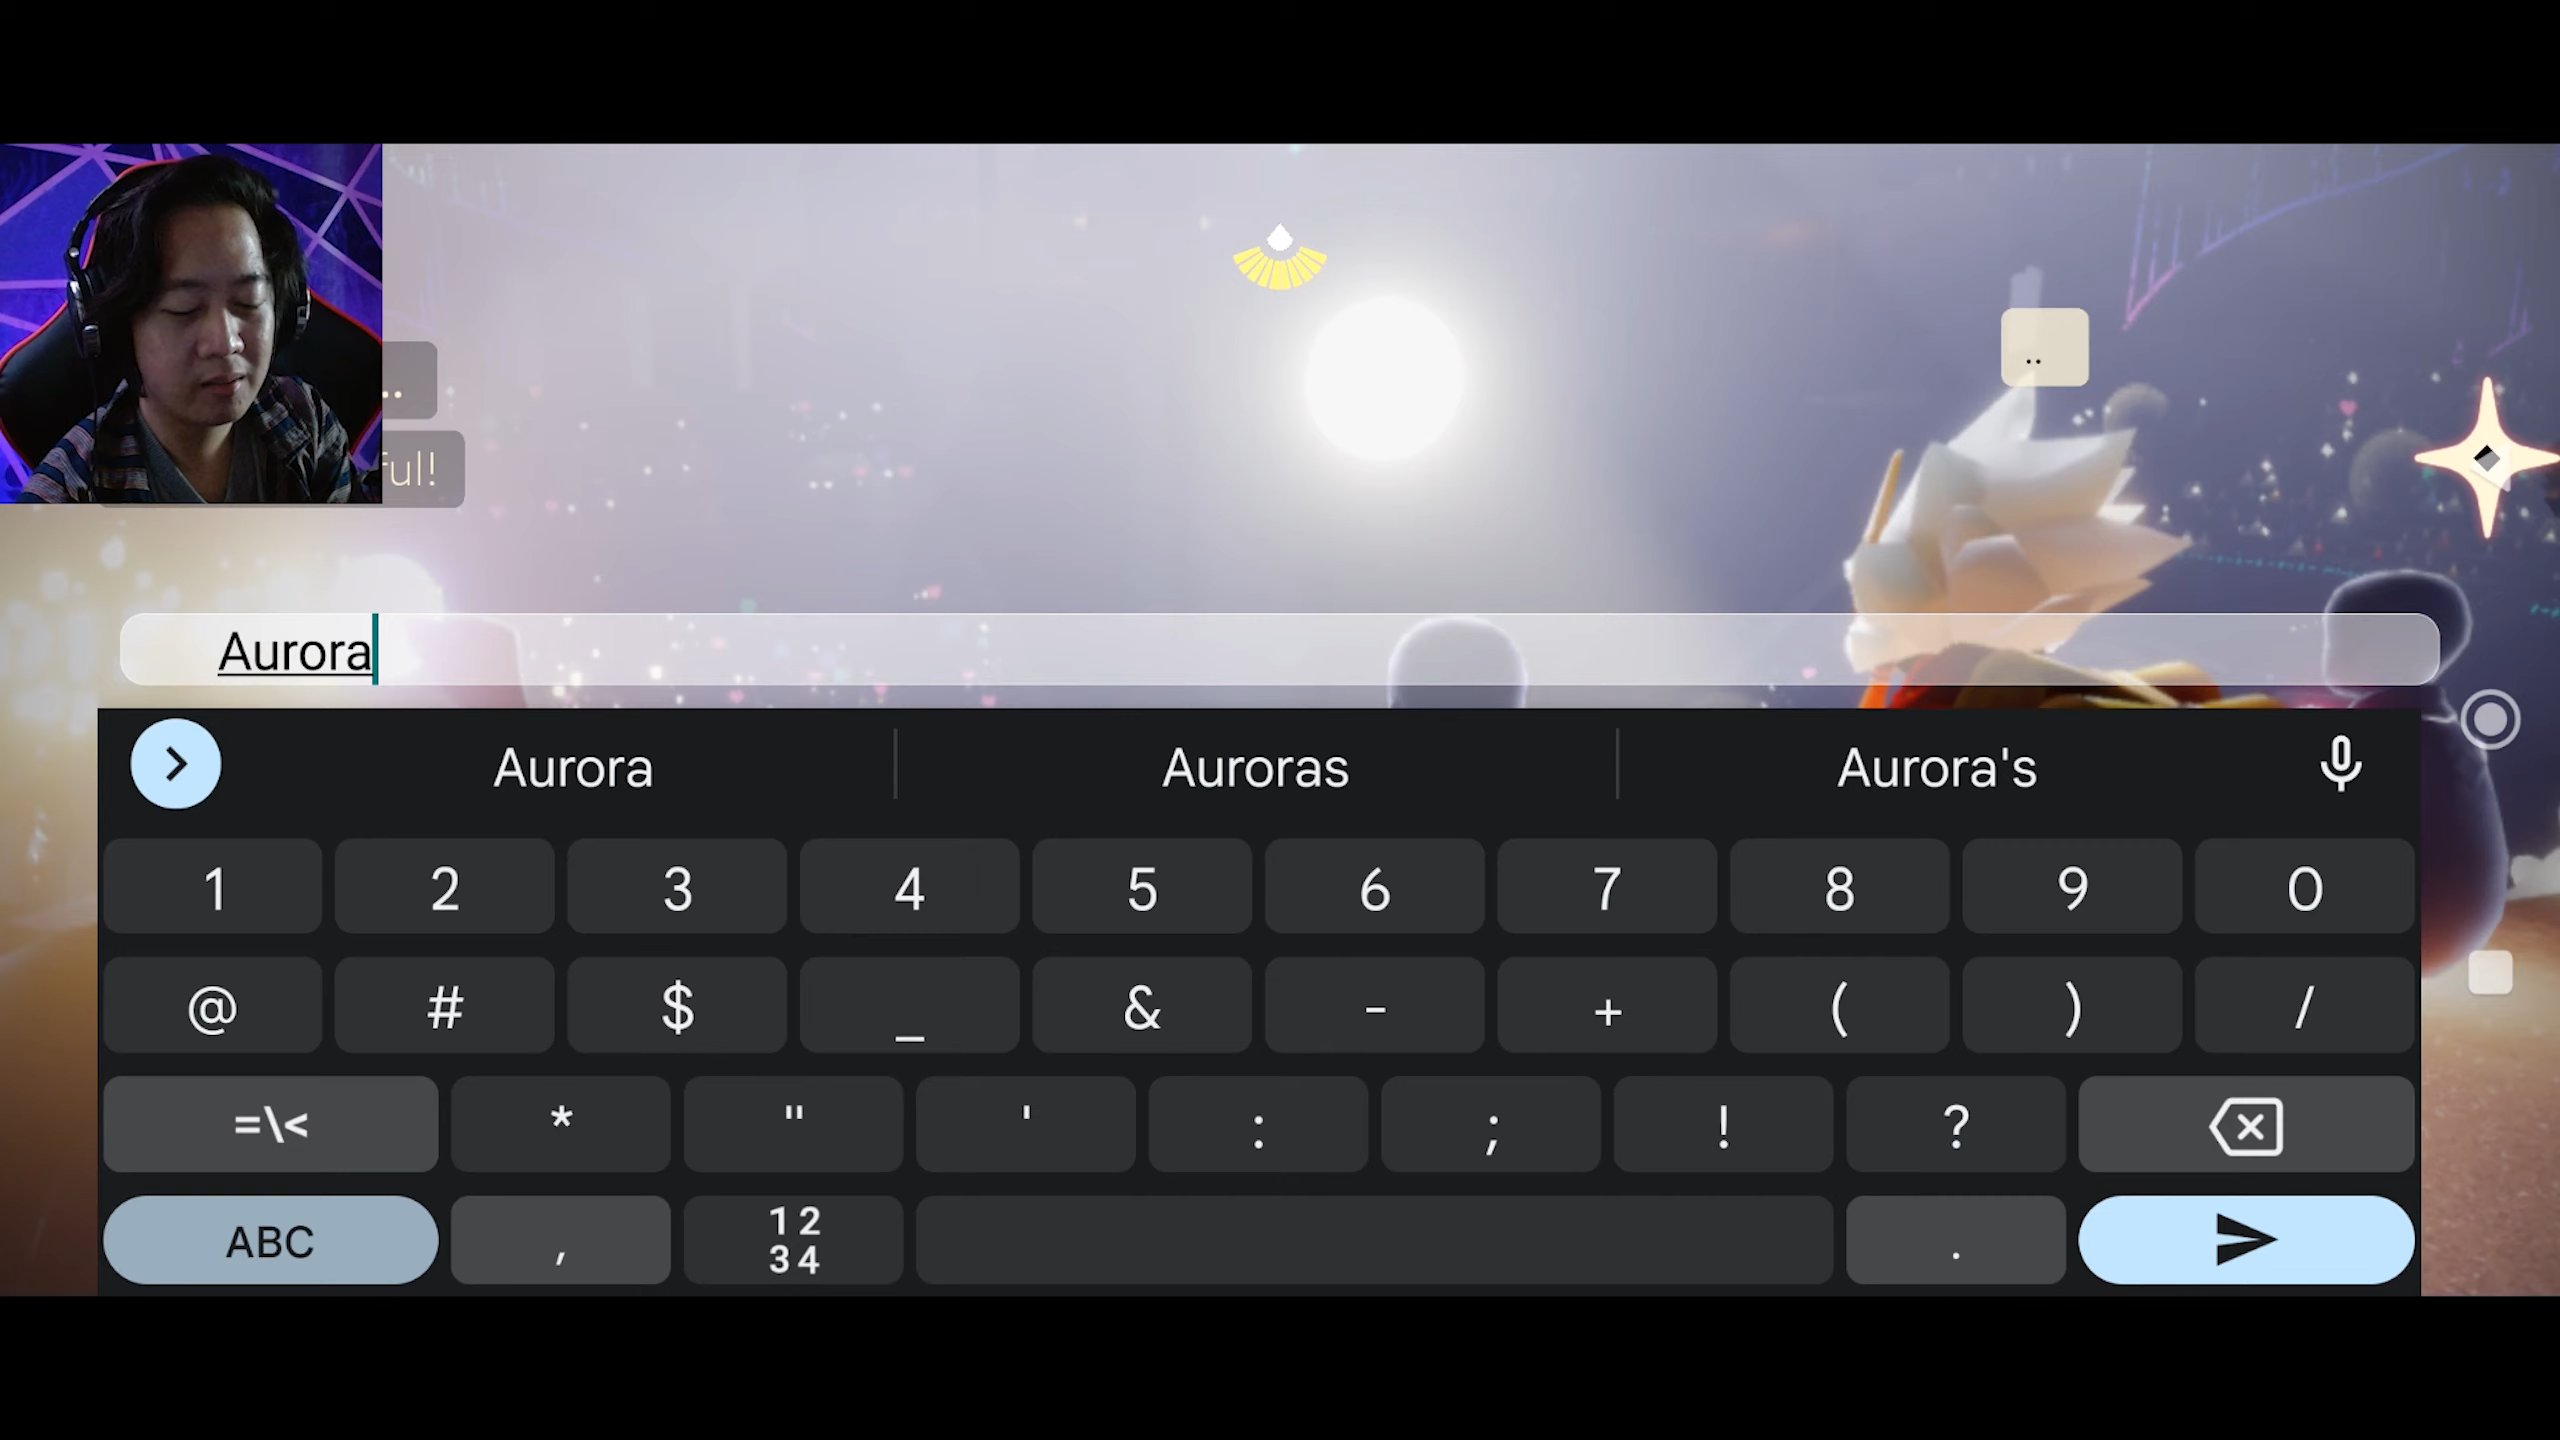 ..
..
ful!
Aurora
Aurora Auroras Aurora's
1 2 3 4 5 6 7 8 9 0
@ # $ _ & - + ( ) /
=\< * " ' : ; ! ?
ABC , 12 34 .